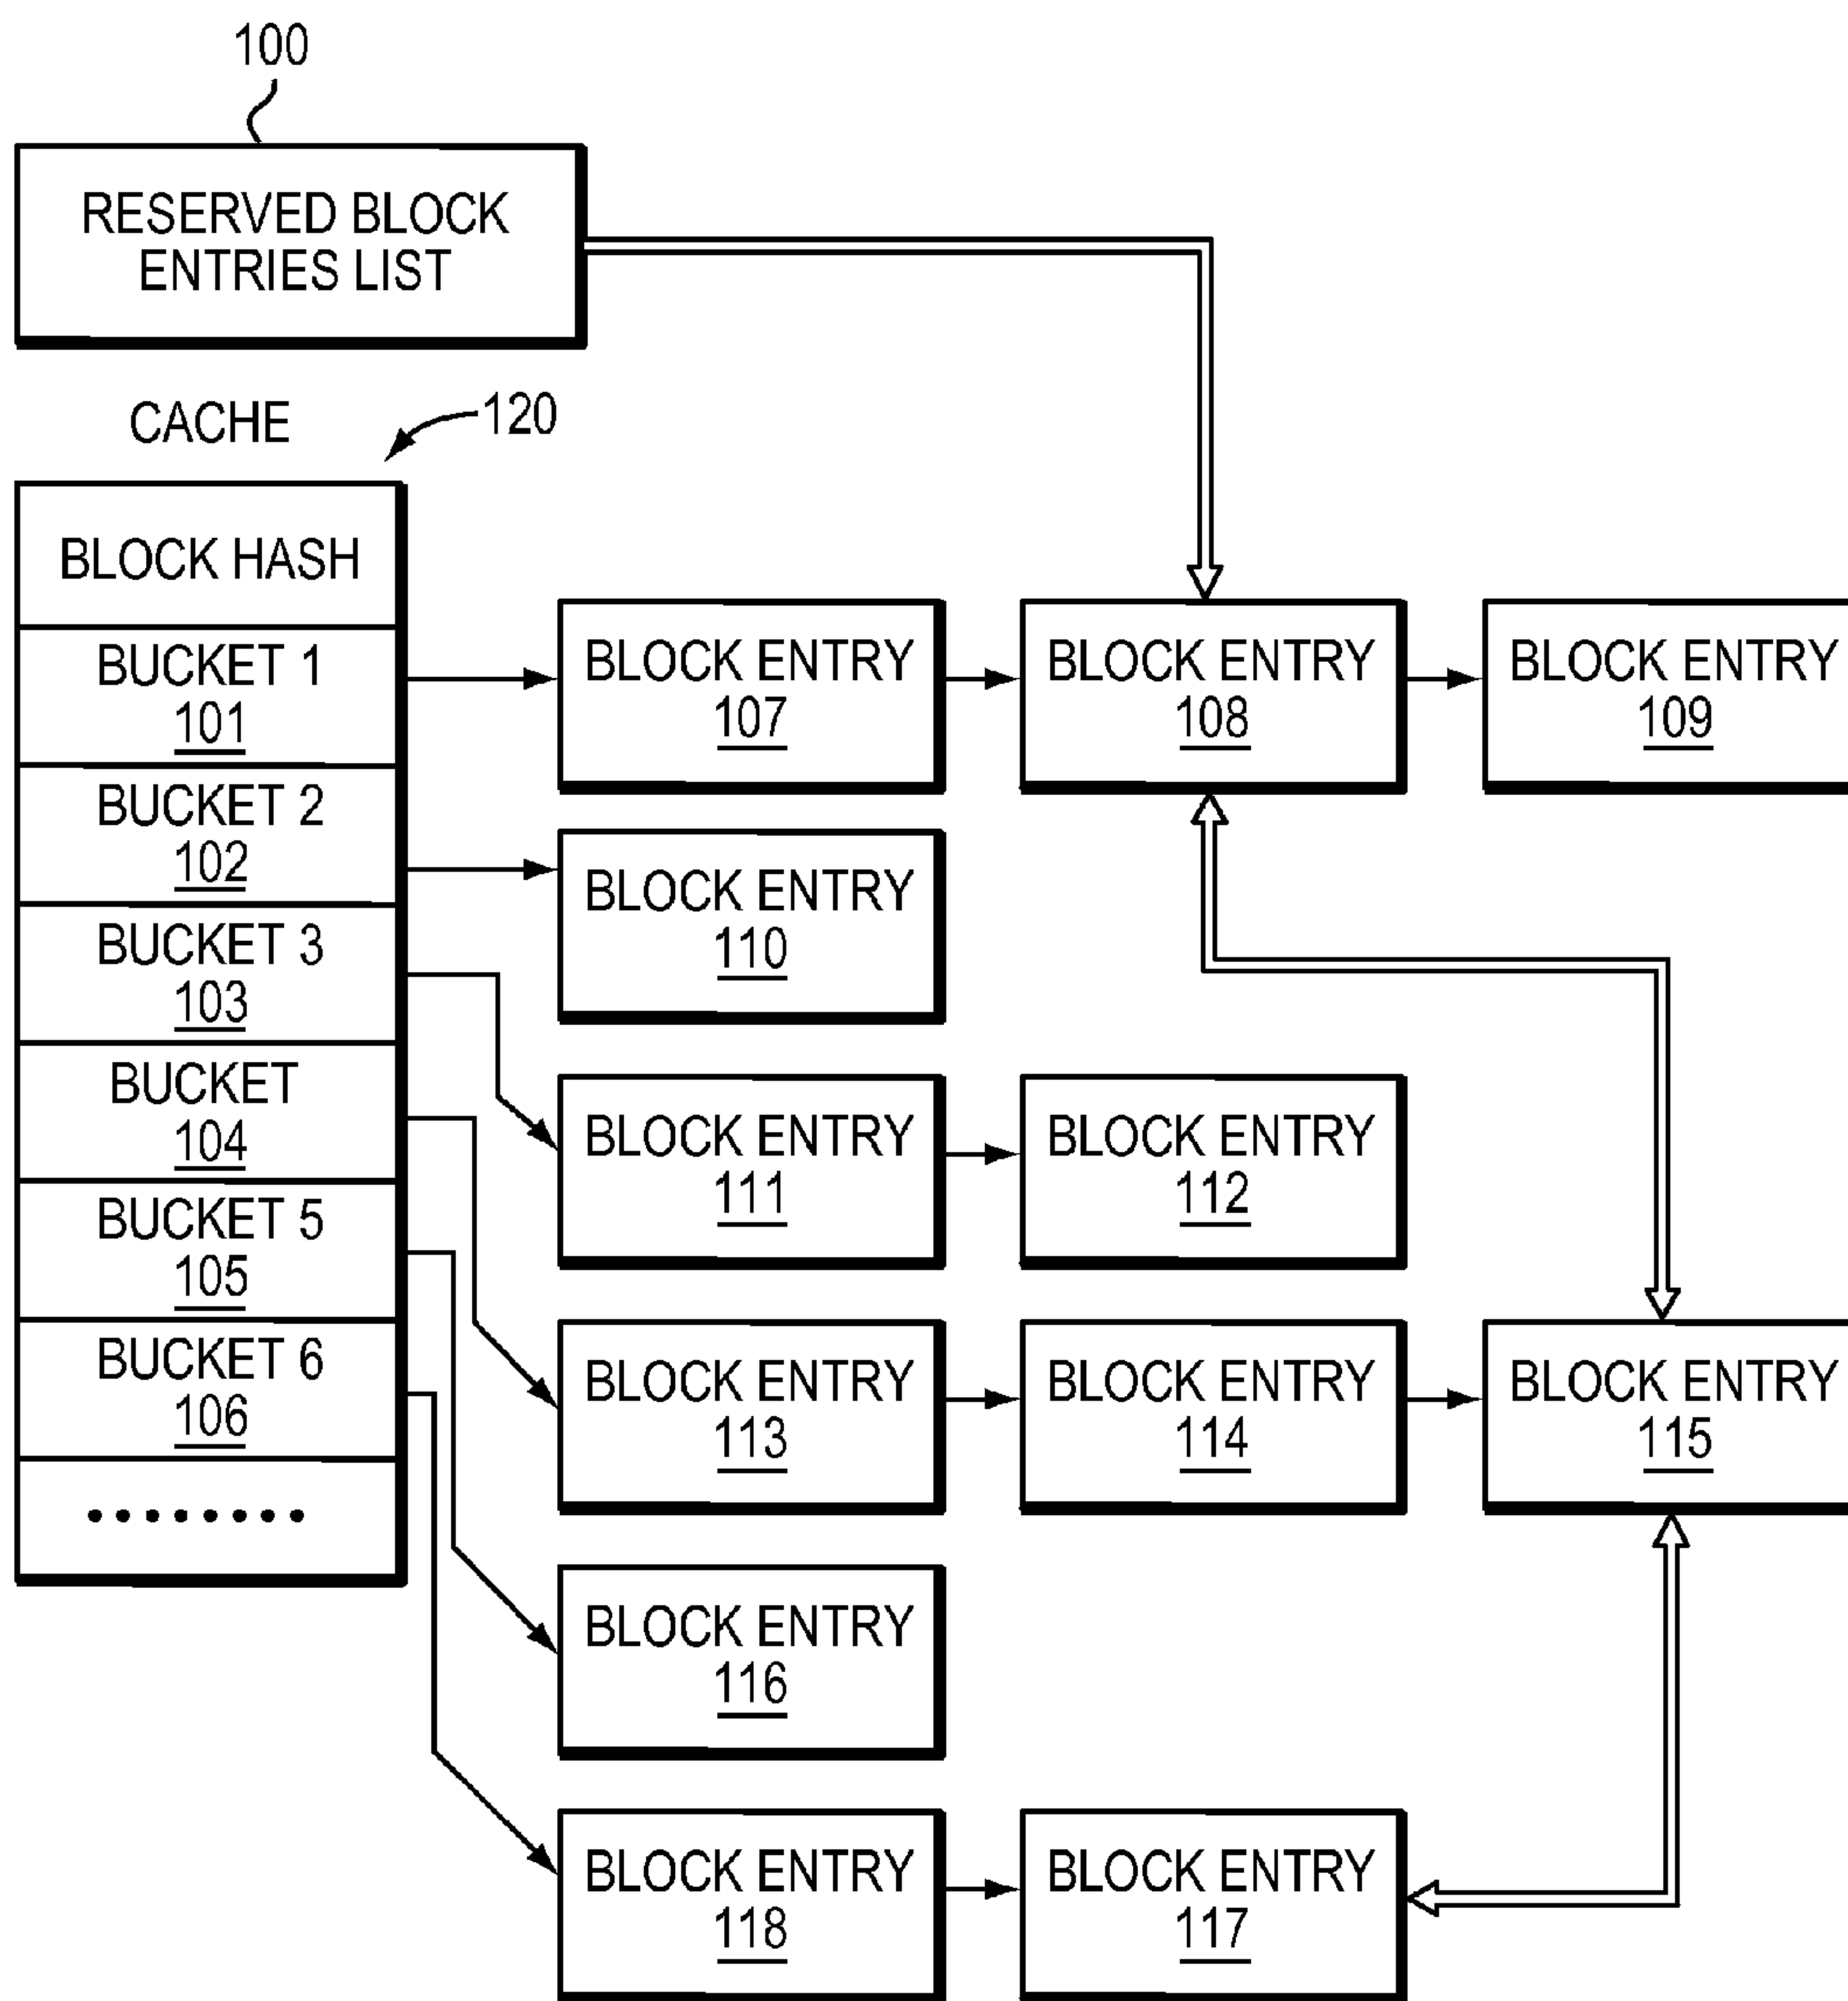 100
RESERVED BLOCK
ENTRIES LIST
CACHE
120
BLOCK HASH
BUCKET 1
101
BUCKET 2
102
BUCKET 3
103
BUCKET
104
BUCKET 5
105
BUCKET 6
106
........
BLOCK ENTRY
107
BLOCK ENTRY
108
BLOCK ENTRY
109
BLOCK ENTRY
110
BLOCK ENTRY
111
BLOCK ENTRY
112
BLOCK ENTRY
113
BLOCK ENTRY
114
BLOCK ENTRY
115
BLOCK ENTRY
116
BLOCK ENTRY
118
BLOCK ENTRY
117